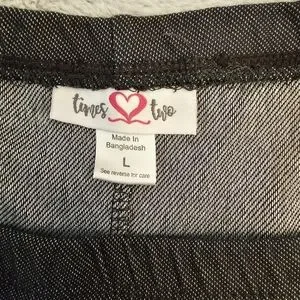 times two
Made In
Bangladesh
L
See reverse for care